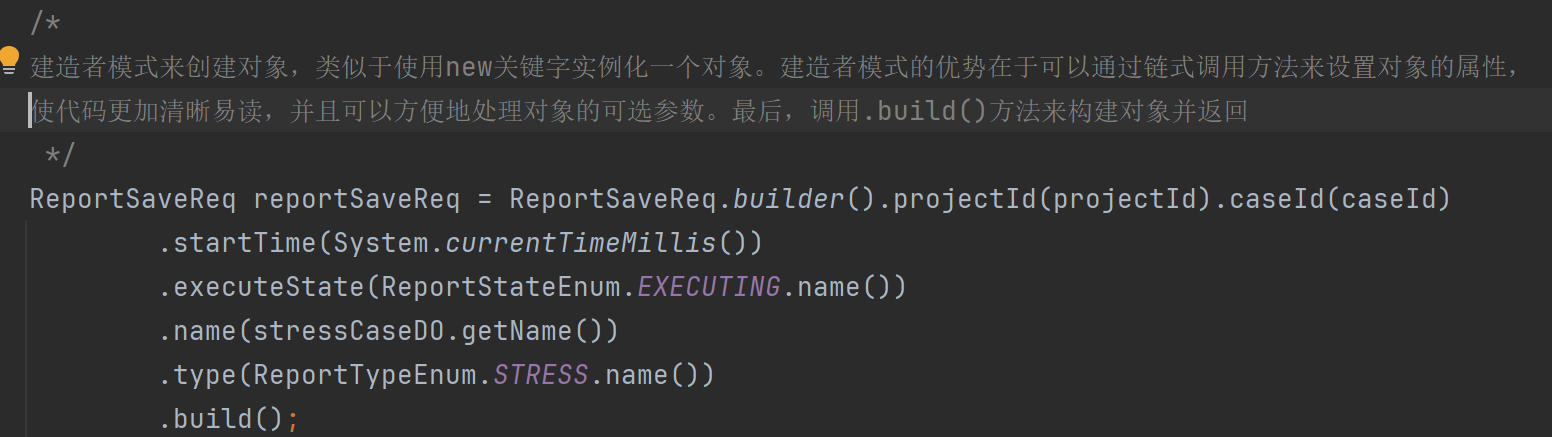 /*
建造者模式来创建对象，类似于使用new关键字实例化一个对象。建造者模式的优势在于可以通过链式调用方法来设置对象的属性，
使代码更加清晰易读，并且可以方便地处理对象的可选参数。最后，调用.build()方法来构建对象并返回
*/
ReportSaveReq reportSaveReq = ReportSaveReq.builder().projectId(projectId).caseId(caseId)
.startTime(System.currentTimeMillis())
.executeState(ReportStateEnum.EXECUTING.name())
.name(stressCaseDO.getName())
.type(ReportTypeEnum.STRESS.name())
.build();